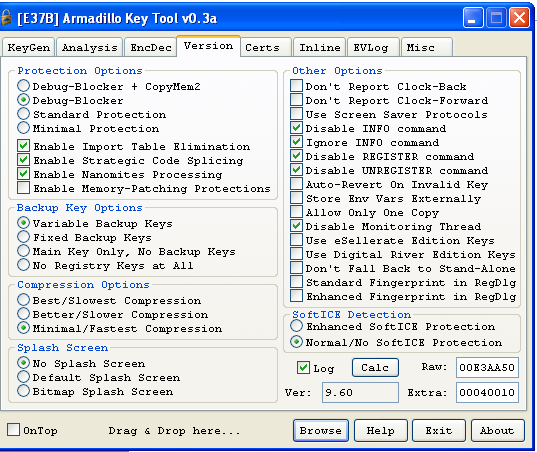 [E37B] Armadillo Key Tool v0.3a
KeyGen Analysis EncDec Version Certs Inline EVLog Misc
Protection Options
Debug-Blocker + CopyMem2
Debug-Blocker
Standard Protection
Minimal Protection
Enable Import Table Elimination
Enable Strategic Code Splicing
Enable Nanomites Processing
Enable Memory-Patching Protections
Backup Key Options
Variable Backup Keys
Fixed Backup Keys
Main Key Only, No Backup Keys
No Registry Keys at All
Compression Options
Best/Slowest Compression
Better/Slower Compression
Minimal/Fastest Compression
Splash Screen
No Splash Screen
Default Splash Screen
Bitmap Splash Screen
Other Options
Don't Report Clock-Back
Don't Report Clock-Forward
Use Screen Saver Protocols
Disable INFO command
Ignore INFO command
Disable REGISTER command
Disable UNREGISTER command
Auto-Revert On Invalid Key
Store Env Vars Externally
Allow Only One Copy
Disable Monitoring Thread
Use eSellerate Edition Keys
Use Digital River Edition Keys
Don't Fall Back to Stand-Alone
Standard Fingerprint in RegDlg
Enhanced Fingerprint in RegDlg
SoftICE Detection
Enhanced SoftICE Protection
Normal/No SoftICE Protection
Log Calc Raw: 00E3AA50
Ver: 9.60 Extra: 00040010
OnTop Drag & Drop here... Browse Help Exit About